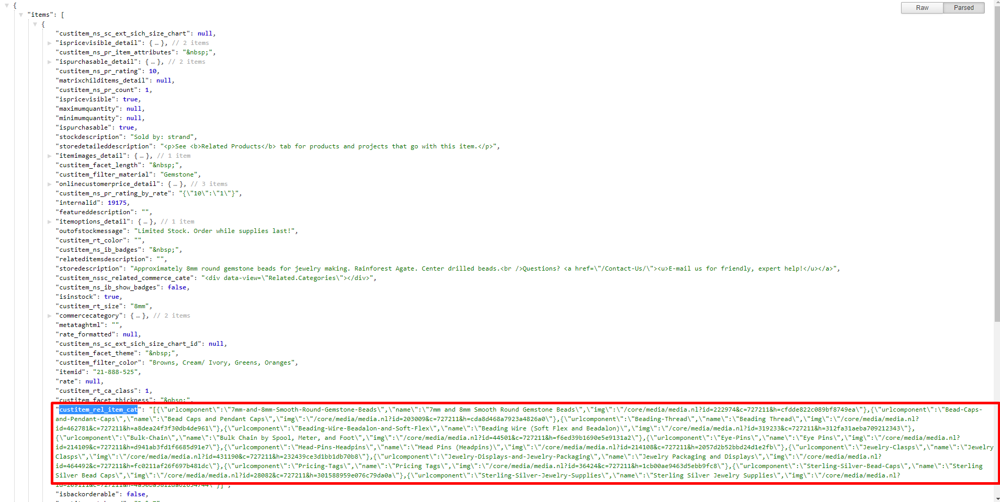 {
Raw Parsed
"items": [
{
"custitem_ns_sc_ext_sich_size_chart": null,
"ispricevisible_detail": { … }, // 2 items
"custitem_ns_pr_item_attributes": "&nbsp;",
"ispurchasable_detail": { … }, // 2 items
"custitem_ns_pr_rating": 10,
"matrixchilditems_detail": null,
"custitem_ns_pr_count": 1,
"ispricevisible": true,
"maximumquantity": null,
"minimumquantity": null,
"ispurchasable": true,
"stockdescription": "Sold by: strand",
"storedetaileddescription": "<p>See <b>Related Products</b> tab for products and projects that go with this item.</p>",
"itemimages_detail": { … }, // 1 item
"custitem_facet_length": "&nbsp;",
"custitem_filter_material": "Gemstone",
"onlinecustomerprice_detail": { … }, // 3 items
"custitem_ns_pr_rating_by_rate": "{\"10\":\"1\"}",
"internalid": 19175,
"featureddescription": "",
"itemoptions_detail": { … }, // 1 item
"outofstockmessage": "Limited Stock. Order while supplies last!",
"custitem_rt_color": "",
"custitem_ns_ib_badges": "&nbsp;",
"relateditemsdescription": "",
"storedescription": "Approximately 8mm round gemstone beads for jewelry making. Rainforest Agate. Center drilled beads.<br />Questions? <a href=\"/Contact-Us/\"><u>E-mail us for friendly, expert help!</u></a>",
"custitem_nssc_related_commerce_cate": "<div data-view=\"Related.Categories\"></div>",
"custitem_ns_ib_show_badges": false,
"isinstock": true,
"custitem_rt_size": "8mm",
"commercecategory": { … }, // 2 items
"metataghtml": "",
"rate_formatted": null,
"custitem_ns_sc_ext_sich_size_chart_id": null,
"custitem_facet_theme": "&nbsp;",
"custitem_filter_color": "Browns, Cream/ Ivory, Greens, Oranges",
"itemid": "21-888-525",
"rate": null,
"custitem_rt_ca_class": 1,
"custitem_facet_thickness": "&nbsp;",
"custitem_rel_item_cat": "[{\"urlcomponent\":\"7mm-and-8mm-Smooth-Round-Gemstone-Beads\",\"name\":\"7mm and 8mm Smooth Round Gemstone Beads\",\"img\":\"/core/media/media.nl?id=222974&c=727211&h=cfdde822c089bf8749ea\"},{\"urlcomponent\":\"Bead-Caps-
and-Pendant-Caps\",\"name\":\"Bead Caps and Pendant Caps\",\"img\":\"/core/media/media.nl?id=203009&c=727211&h=cda8d468a7923a4826a0\"},{\"urlcomponent\":\"Beading-Thread\",\"name\":\"Beading Thread\",\"img\":\"/core/media/media.nl?
id=462781&c=727211&h=a8dea24f3f30db4de961\"},{\"urlcomponent\":\"Beading-Wire-Beadalon-and-Soft-Flex\",\"name\":\"Beading Wire (Soft Flex and Beadalon)\",\"img\":\"/core/media/media.nl?id=319233&c=727211&h=312fa31aeba709212343\"},
{\"urlcomponent\":\"Bulk-Chain\",\"name\":\"Bulk Chain by Spool, Meter, and Foot\",\"img\":\"/core/media/media.nl?id=44501&c=727211&h=f6ed39b1690e5e9131a2\"},{\"urlcomponent\":\"Eye-Pins\",\"name\":\"Eye Pins\",\"img\":\"/core/media/media.nl?
id=214109&c=727211&h=d941ab3fd1f6685d91e7\"},{\"urlcomponent\":\"Head-Pins-Headpins\",\"name\":\"Head Pins (Headpins)\",\"img\":\"/core/media/media.nl?id=214108&c=727211&h=2057d2b52bbd24d1e2fb\"},{\"urlcomponent\":\"Jewelry-Clasps\",\"name\":\"Jewelry
Clasps\",\"img\":\"/core/media/media.nl?id=431190&c=727211&h=232439ce3d1bb1db70b8\"},{\"urlcomponent\":\"Jewelry-Displays-and-Jewelry-Packaging\",\"name\":\"Jewelry Packaging and Displays\",\"img\":\"/core/media/media.nl?
id=464492&c=727211&h=fc0211af26f697b481dc\"},{\"urlcomponent\":\"Pricing-Tags\",\"name\":\"Pricing Tags\",\"img\":\"/core/media/media.nl?id=36424&c=727211&h=1cb00ae9463d5ebb9fc8\"},{\"urlcomponent\":\"Sterling-Silver-Bead-Caps\",\"name\":\"Sterling
Silver Bead Caps\",\"img\":\"/core/media/media.nl?id=28082&c=727211&h=301588959e076c79da0a\"},{\"urlcomponent\":\"Sterling-Silver-Jewelry-Supplies\",\"name\":\"Sterling Silver Jewelry Supplies\",\"img\":\"/core/media/media.nl?
"isbackorderable": false,